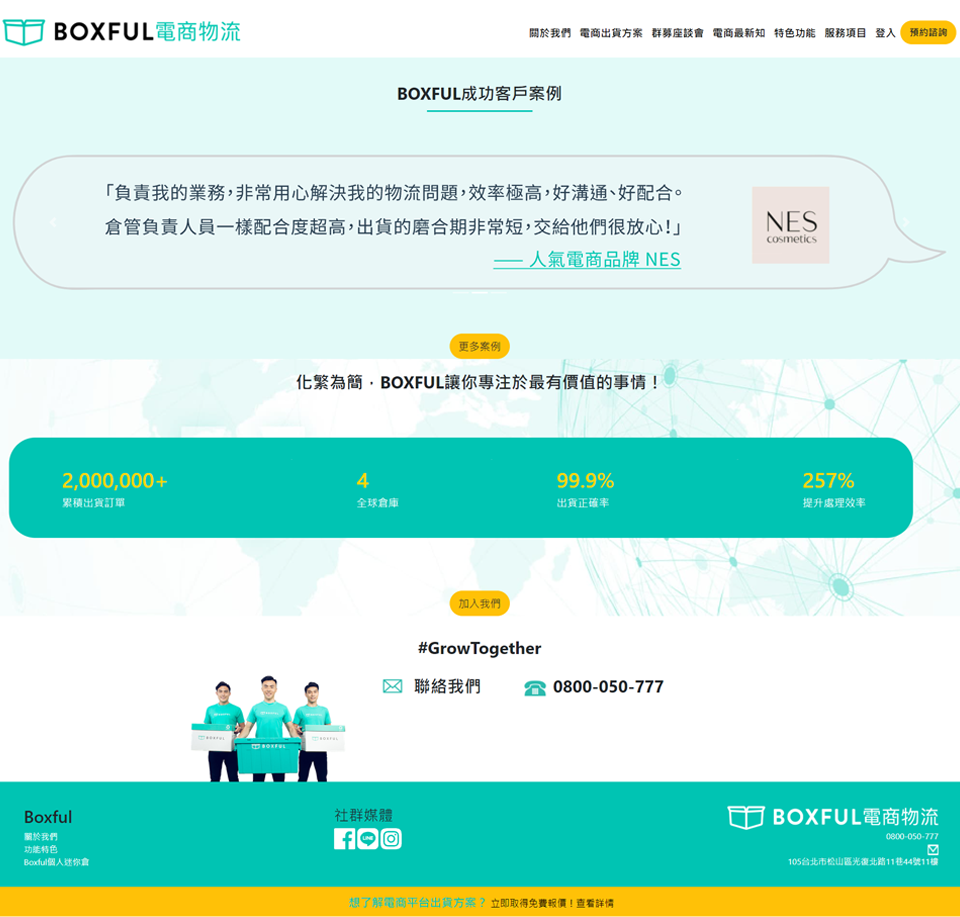 BOXFUL電商物流
關於我們 電商出貨方案 群募座談會 電商最新知 特色功能 服務項目 登入 預約諮詢
BOXFUL成功客戶案例
「負責我的業務，非常用心解決我的物流問題，效率極高，好溝通、好配合。
倉管負責人員一樣配合度超高，出貨的磨合期非常短，交給他們很放心！」
—— 人氣電商品牌 NES
NES
cosmetics
更多案例
化繁為簡，BOXFUL讓你專注於最有價值的事情！
2,000,000+ 4 99.9% 257%
累積出貨訂單 全球倉庫 出貨正確率 提升處理效率
加入我們
#GrowTogether
聯絡我們 0800-050-777
BOXFUL
BOXFUL
BOXFUL
Boxful
關於我們
功能特色
Boxful個人迷你倉
社群媒體
LINE
BOXFUL電商物流
0800-050-777
105台北市松山區光復北路11巷44號11樓
想了解電商平台出貨方案？ 立即取得免費報價！查看詳情